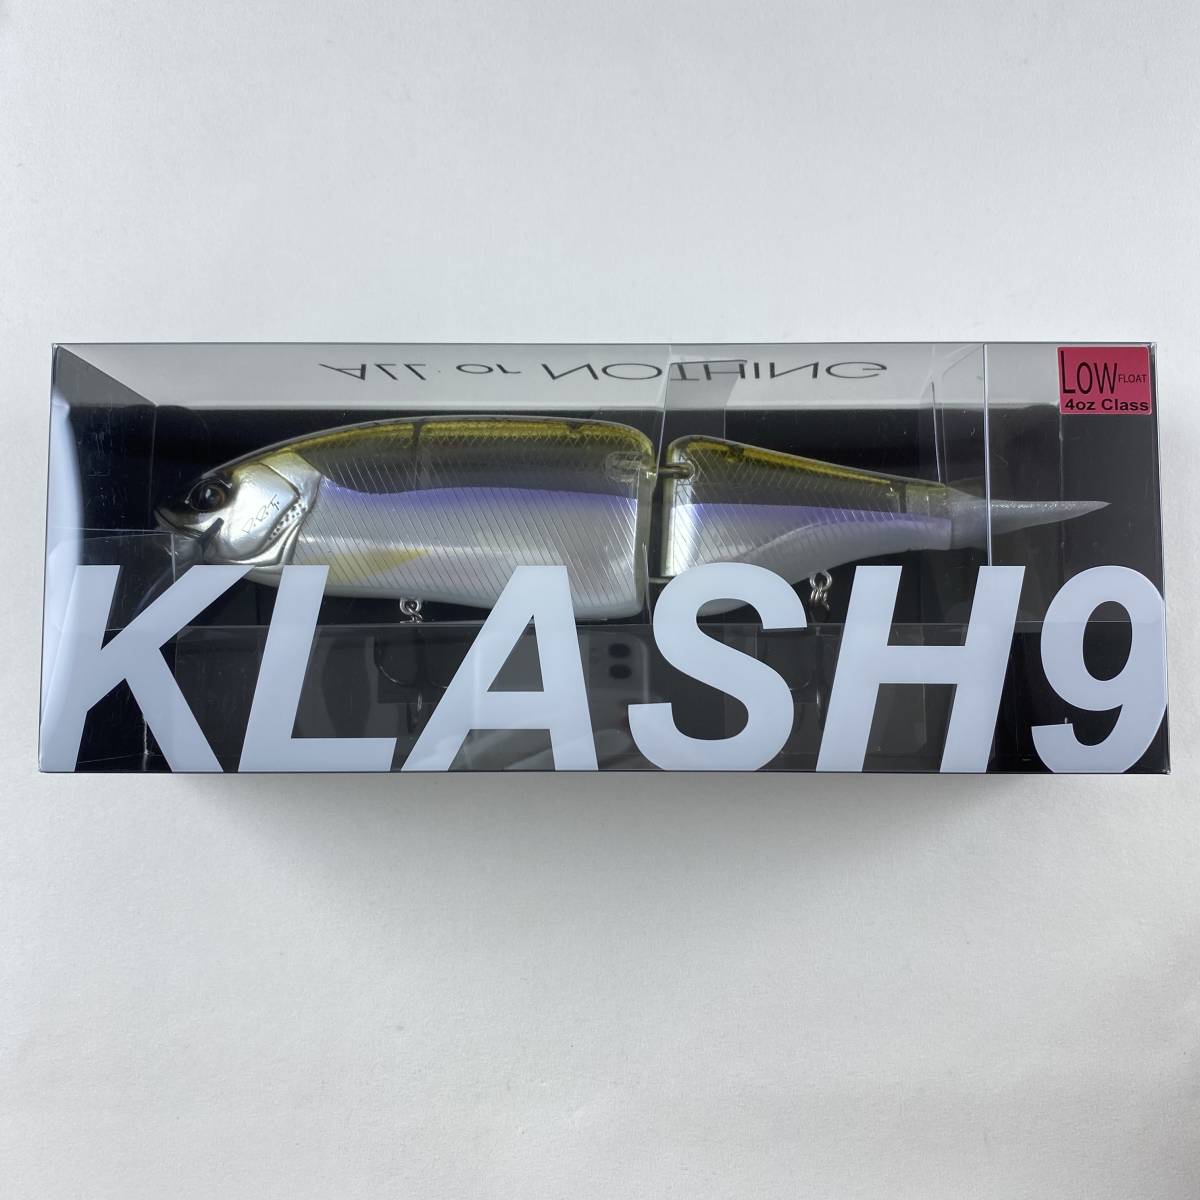 ALL or NOTHING
LOW FLOAT
4oz Class
KLASH9